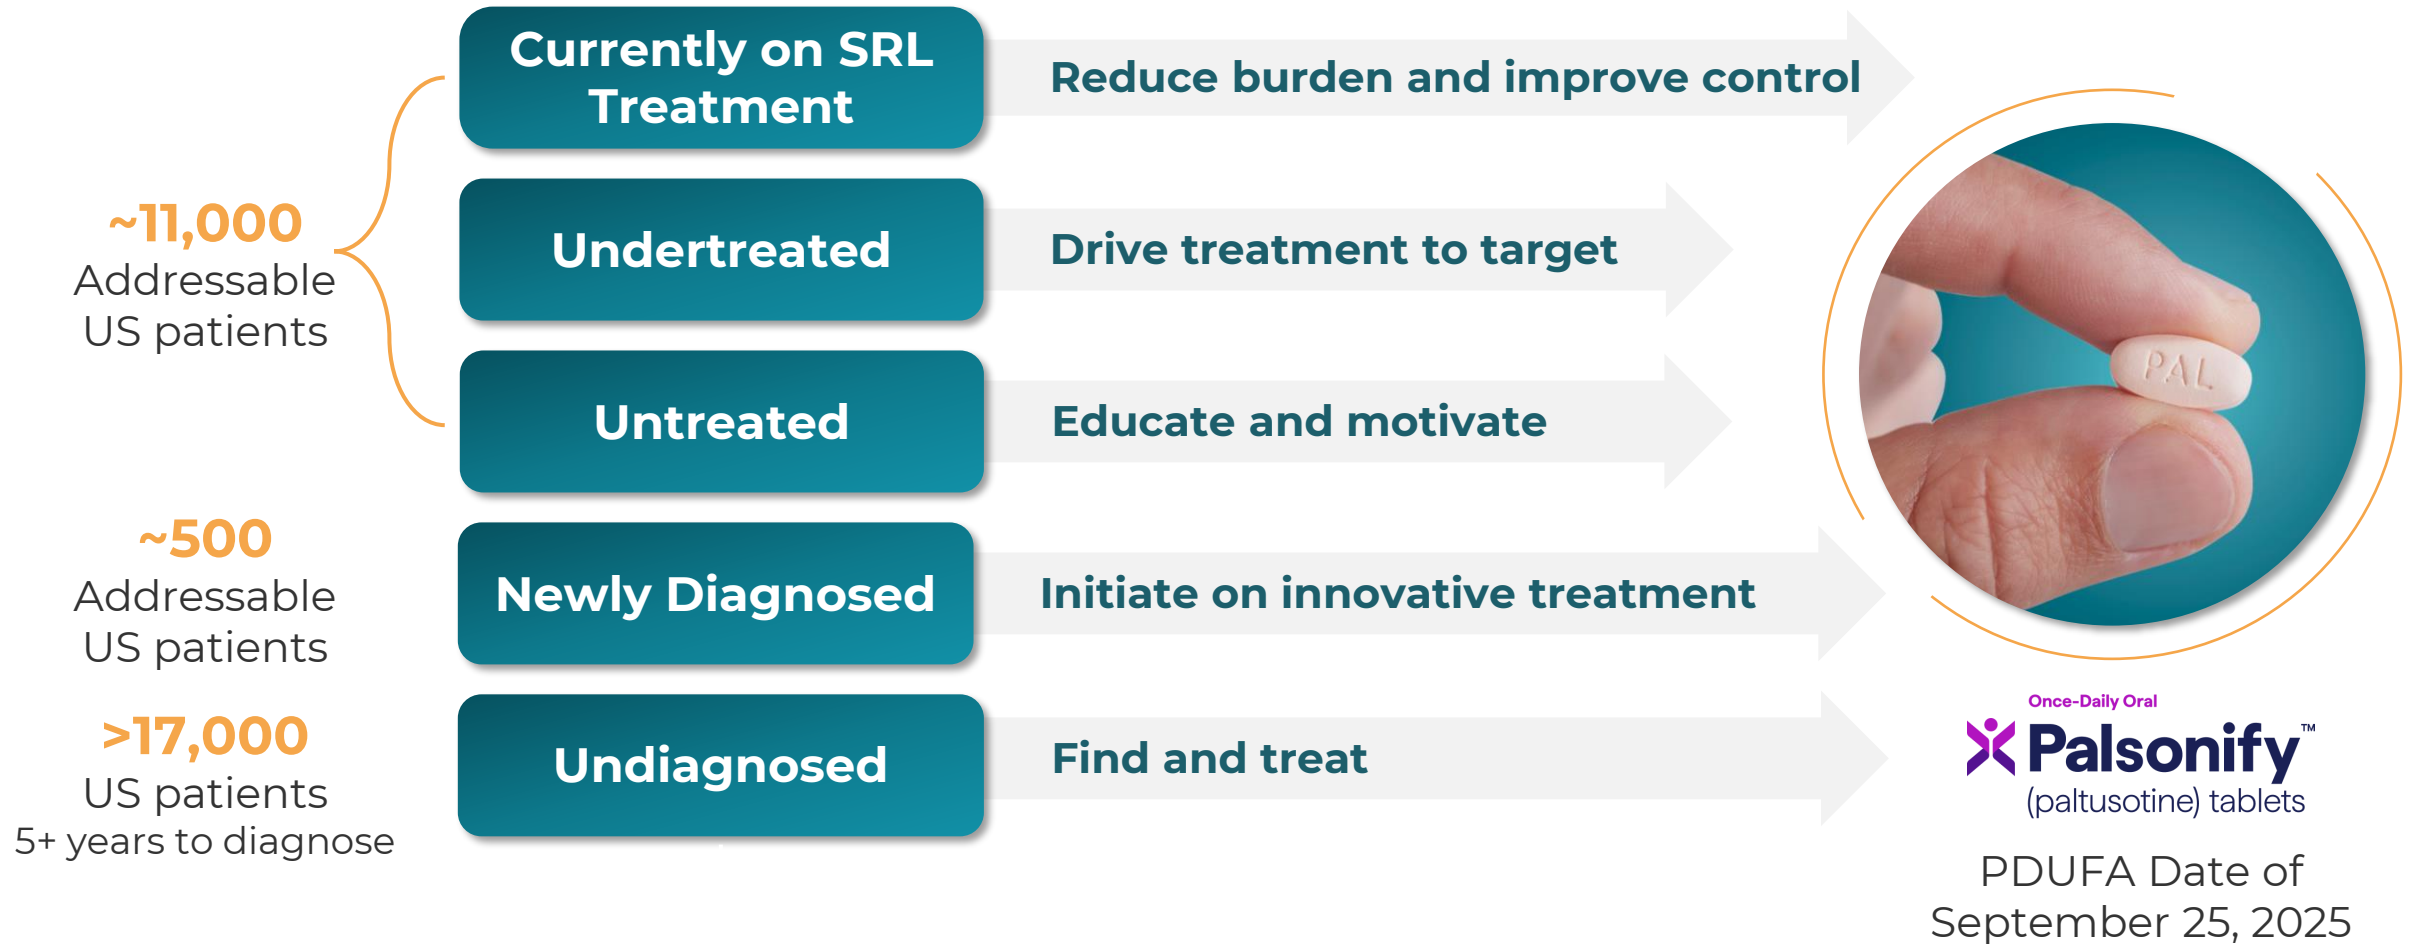 Currently on SRL
Treatment
Reduce burden and improve control
~11,000
Addressable
US patients
Undertreated
Drive treatment to target
Untreated
Educate and motivate
PAL
~500
Addressable
US patients
Newly Diagnosed
Initiate on innovative treatment
>17,000
US patients
5+ years to diagnose
Undiagnosed
Find and treat
Once-Daily Oral
Palsonify™
(paltusotine) tablets
PDUFA Date of
September 25, 2025